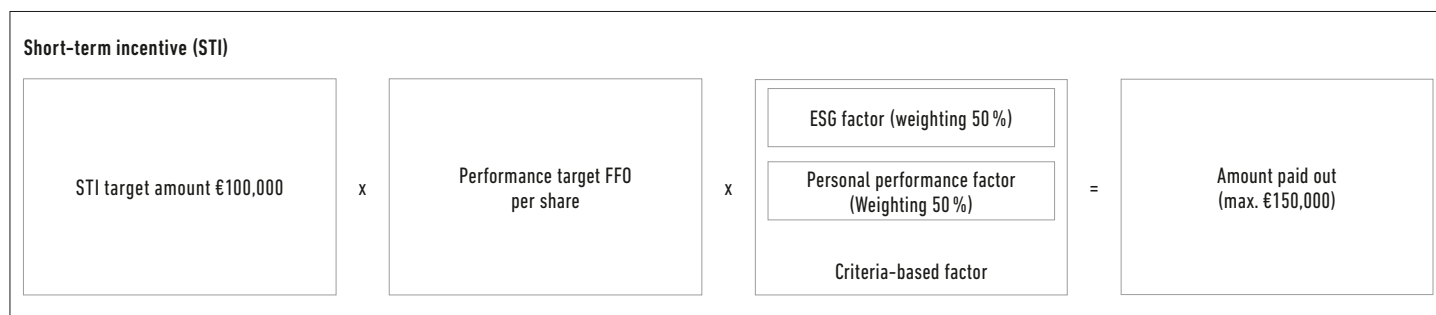 Short-term incentive (STI)
STI target amount €100,000
x
Performance target FFO
per share
x
ESG factor (weighting 50 %)
Personal performance factor
(Weighting 50 %)
Criteria-based factor
=
Amount paid out
(max. €150,000)